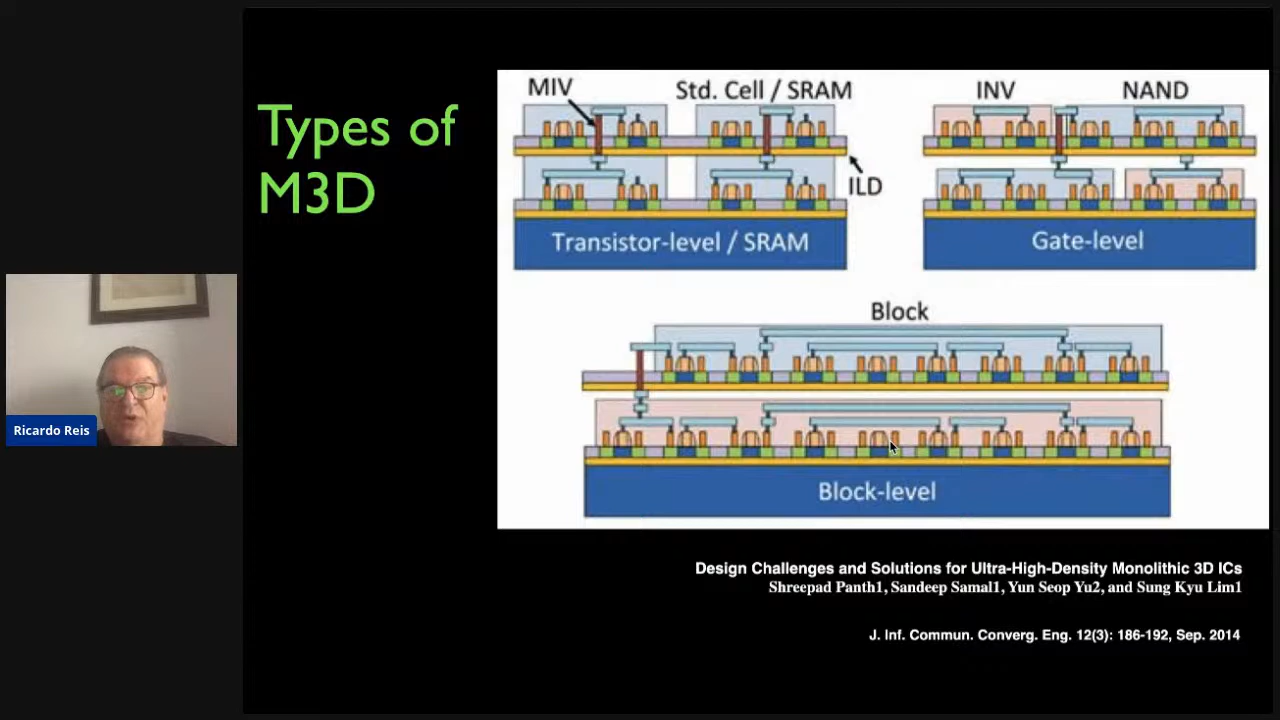 Types of
M3D
MIV
Std. Cell / SRAM
ILD
Transistor-level / SRAM
INV
NAND
Gate-level
Block
Block-level
Ricardo Reis
Design Challenges and Solutions for Ultra-High-Density Monolithic 3D ICs
Shreepad Panth1, Sandeep Samal1, Yun Seop Yu2, and Sung Kyu Lim1
J. Inf. Commun. Converg. Eng. 12(3): 186-192, Sep. 2014